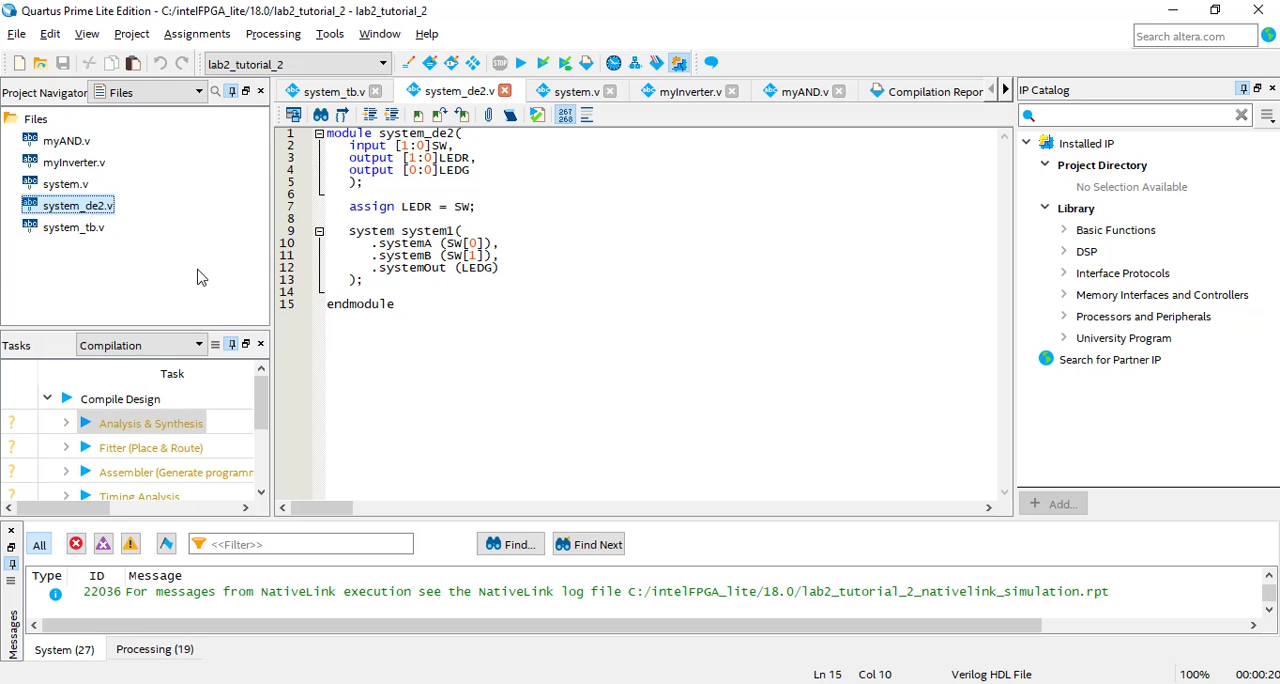 Quartus Prime Lite Edition - C:/intelFPGA_lite/18.0/lab2_tutorial_2 - lab2_tutorial_2
File Edit View Project Assignments Processing Tools Window Help
Search altera.com
lab2_tutorial_2
STOP
Project Navigator Files
system_tb.v system_de2.v system.v myInverter.v myAND.v Compilation Repor
IP Catalog
Files
abc myAND.v
abc myInverter.v
abc system.v
abc system_de2.v
abc system_tb.v
267
268
1 module system_de2(
2 input [1:0]SW,
3 output [1:0]LEDR,
4 output [0:0]LEDG
5 );
6
7 assign LEDR = SW;
8
9 system system1(
10 .systemA (SW[0]),
11 .systemB (SW[1]),
12 .systemOut (LEDG)
13 );
14
15 endmodule
Installed IP
Project Directory
No Selection Available
Library
Basic Functions
DSP
Interface Protocols
Memory Interfaces and Controllers
Processors and Peripherals
University Program
Search for Partner IP
+ Add...
Tasks Compilation
Task
Compile Design
? Analysis & Synthesis
? Fitter (Place & Route)
? Assembler (Generate programm
? Timing Analysis
All <<Filter>> Find... Find Next
Type ID Message
22036 For messages from NativeLink execution see the NativeLink log file C:/intelFPGA_lite/18.0/lab2_tutorial_2_nativelink_simulation.rpt
Messages
System (27) Processing (19)
Ln 15 Col 10 Verilog HDL File 100% 00:00:20